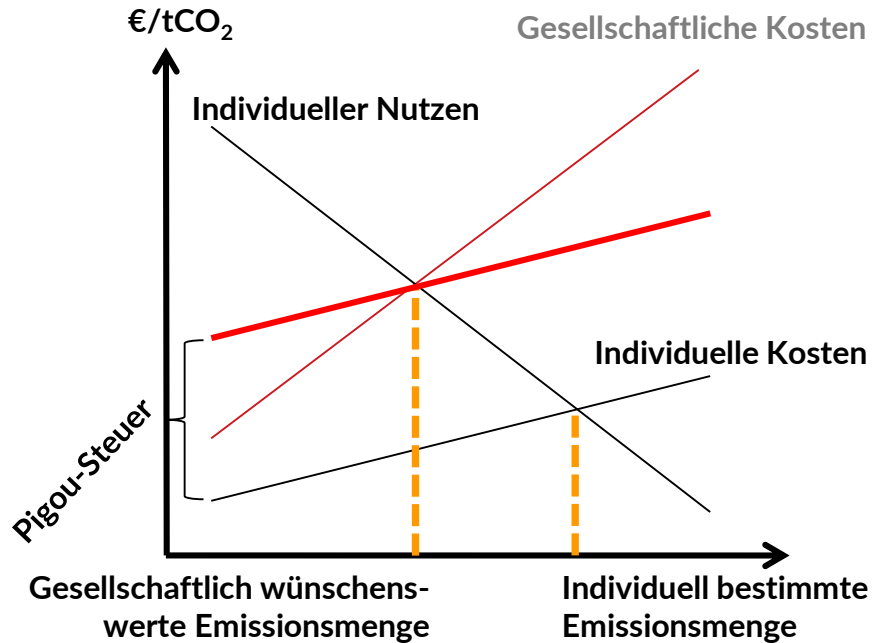 €/tCO₂
Gesellschaftliche Kosten
Individueller Nutzen
Individuelle Kosten
Pigou-Steuer
Gesellschaftlich wünschens-
werte Emissionsmenge
Individuell bestimmte
Emissionsmenge